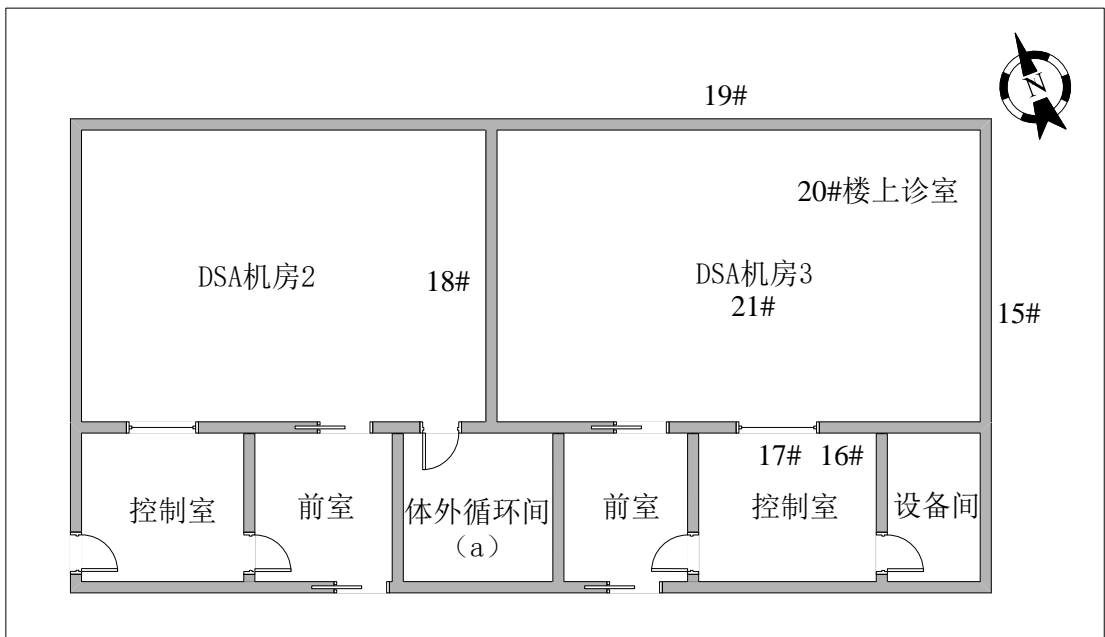 N
19#
20#楼上诊室
DSA机房2
18#
DSA机房3
21#
15#
17#
16#
控制室
前室
体外循环间
（a）
前室
控制室
设备间